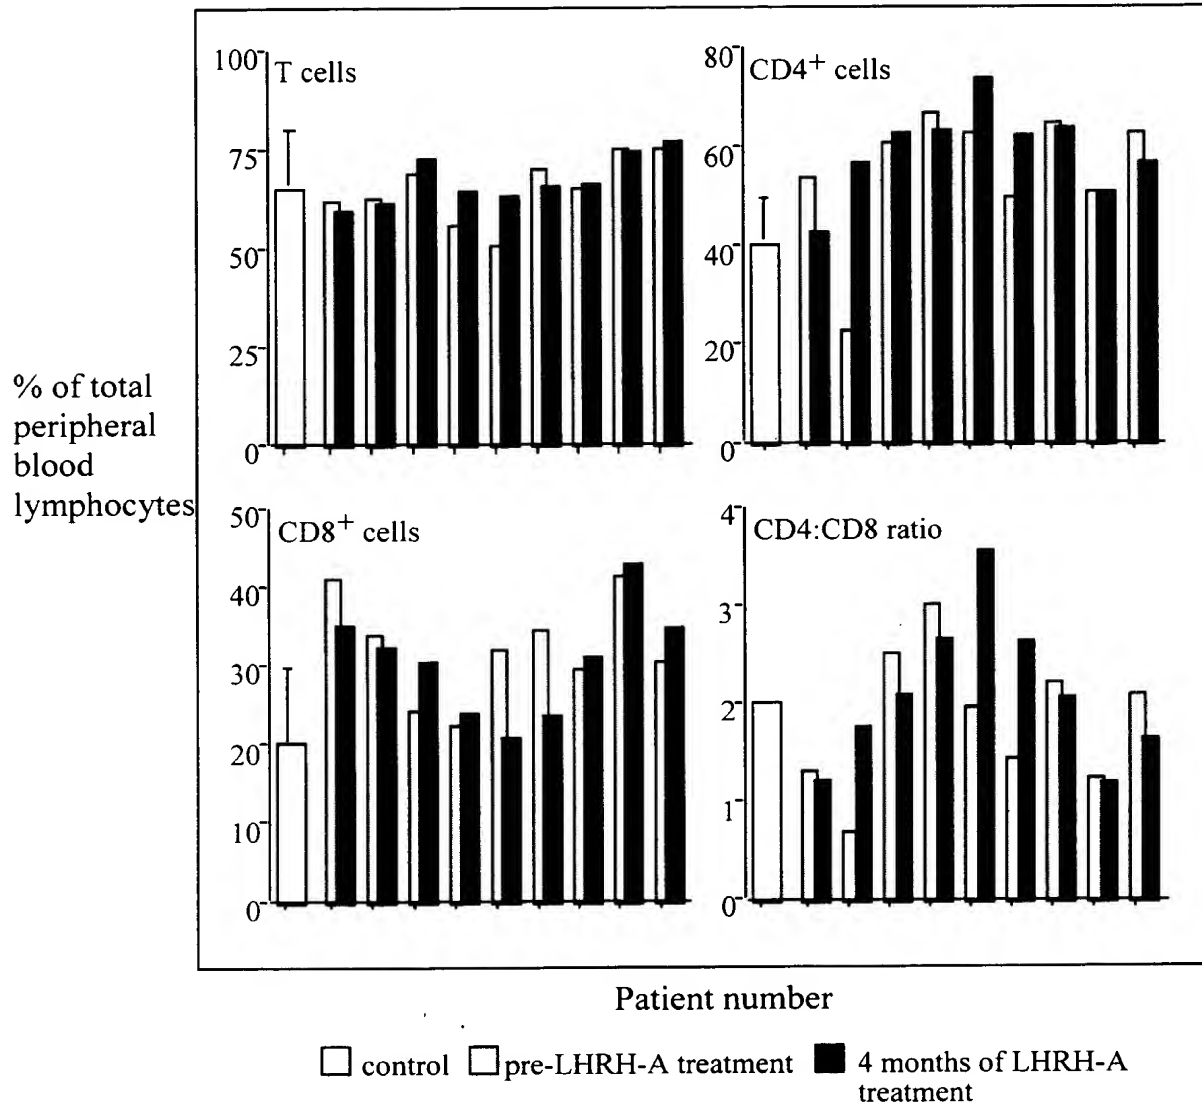 T cells
100
75
50
25
0
CD4+ cells
80
60
40
20
0
% of total
peripheral
blood
lymphocytes
CD8+ cells
50
40
30
20
10
0
CD4:CD8 ratio
4
3
2
1
0
Patient number
control pre-LHRH-A treatment 4 months of LHRH-A
treatment